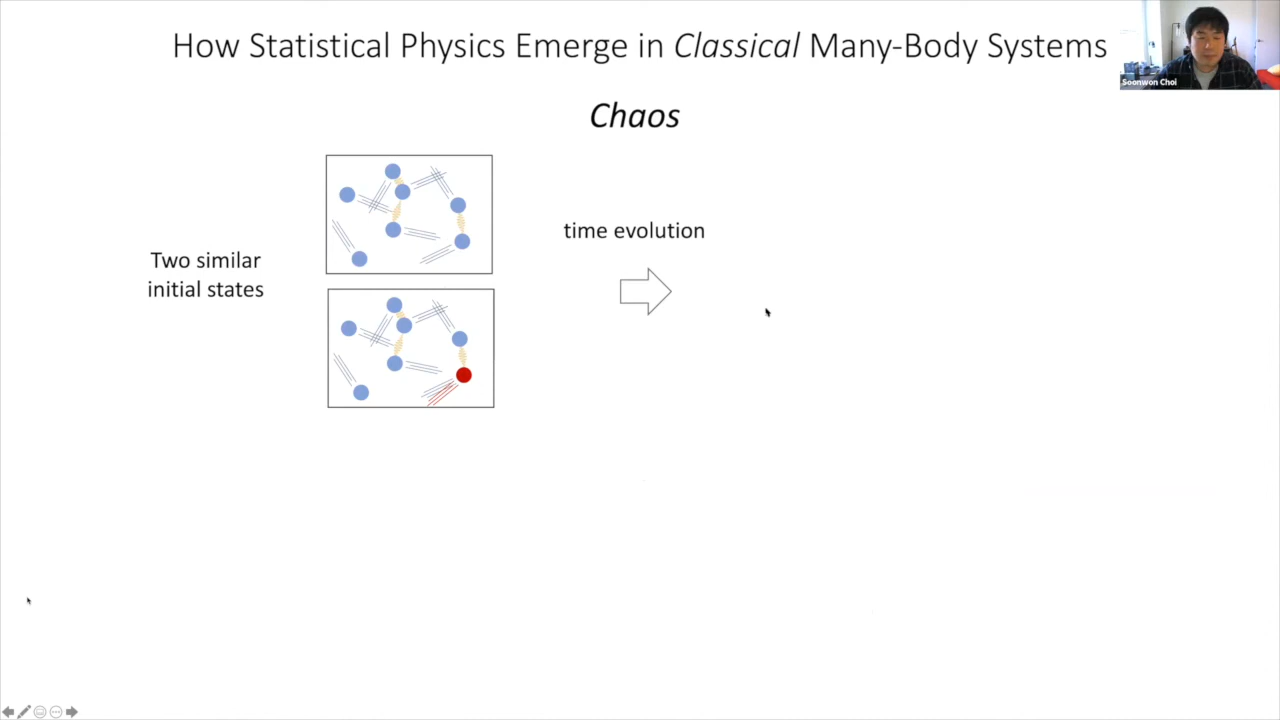 How Statistical Physics Emerge in Classical Many-Body Systems
Soonwon Choi
Chaos
Two similar
initial states
time evolution